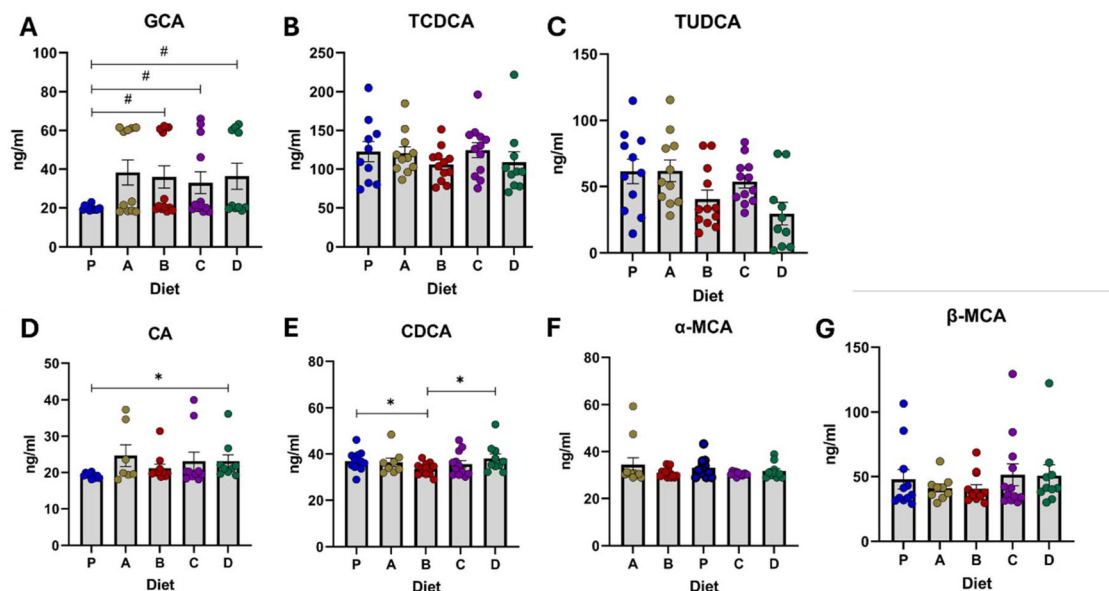 A
GCA
ng/ml
100
80
60
40
20
0
#
#
#
P A B C D
Diet
B
TCDCA
ng/ml
250
200
150
100
50
0
P A B C D
Diet
C
TUDCA
ng/ml
150
100
50
0
P A B C D
Diet
D
CA
ng/ml
50
40
30
20
10
0
*
P A B C D
Diet
E
CDCA
ng/ml
80
60
40
20
0
*
*
P A B C D
Diet
F
α-MCA
ng/ml
80
60
40
20
0
A B P C D
Diet
G
β-MCA
ng/ml
150
100
50
0
P A B C D
Diet